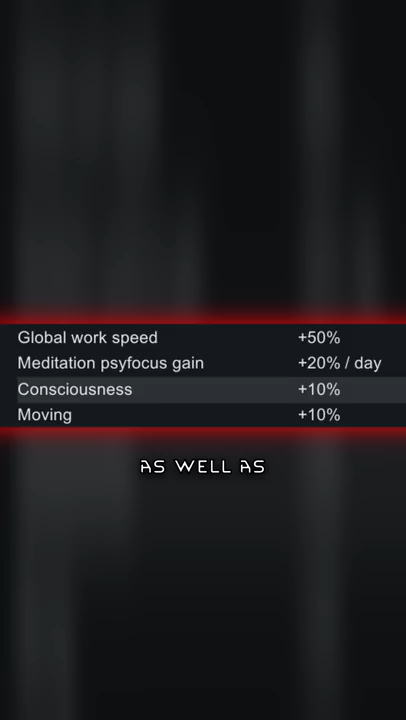 Global work speed +50%
Meditation psyfocus gain +20% / day
Consciousness +10%
Moving +10%
AS WELL AS